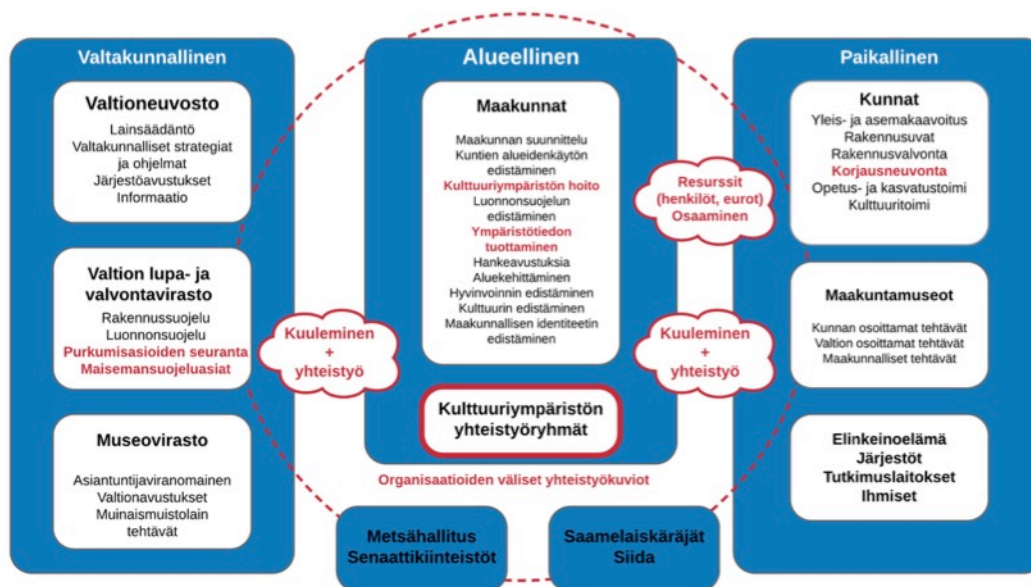 Valtakunnallinen
Valtioneuvosto
Lainsäädäntö
Valtakunnalliset strategiat
ja ohjelmat
Järjestöavustukset
Informaatio
Valtion lupa- ja
valvontavirasto
Rakennussuojelu
Luonnonsuojelu
Purkumisasioiden seuranta
Maisemansuojeluasiat
Museovirasto
Asiantuntijaviranomainen
Valtionavustukset
Muinaismuistolain
tehtävät
Kuuleminen
+
yhteistyö
Alueellinen
Maakunnat
Maakunnan suunnittelu
Kuntien alueidenkäytön
edistäminen
Kulttuuriympäristön hoito
Luonnonsuojelun
edistäminen
Ympäristötiedon
tuottaminen
Hankeavustuksia
Aluekehittäminen
Hyvinvoinnin edistäminen
Kulttuurin edistäminen
Maakunnallisen identiteetin
edistäminen
Kulttuuriympäristön
yhteistyöryhmät
Organisaatioiden väliset yhteistyökuviot
Metsähallitus
Senaattikiinteistöt
Saamelaiskäräjät
Siida
Resurssit
(henkilöt, eurot)
Osaaminen
Kuuleminen
+
yhteistyö
Paikallinen
Kunnat
Yleis- ja asemakaavoitus
Rakennusuvat
Rakennusvalvonta
Korjausneuvonta
Opetus- ja kasvatustoimi
Kulttuuritoimi
Maakuntamuseot
Kunnan osoittamat tehtävät
Valtion osoittamat tehtävät
Maakunnalliset tehtävät
Elinkeinoelämä
Järjestöt
Tutkimuslaitokset
Ihmiset